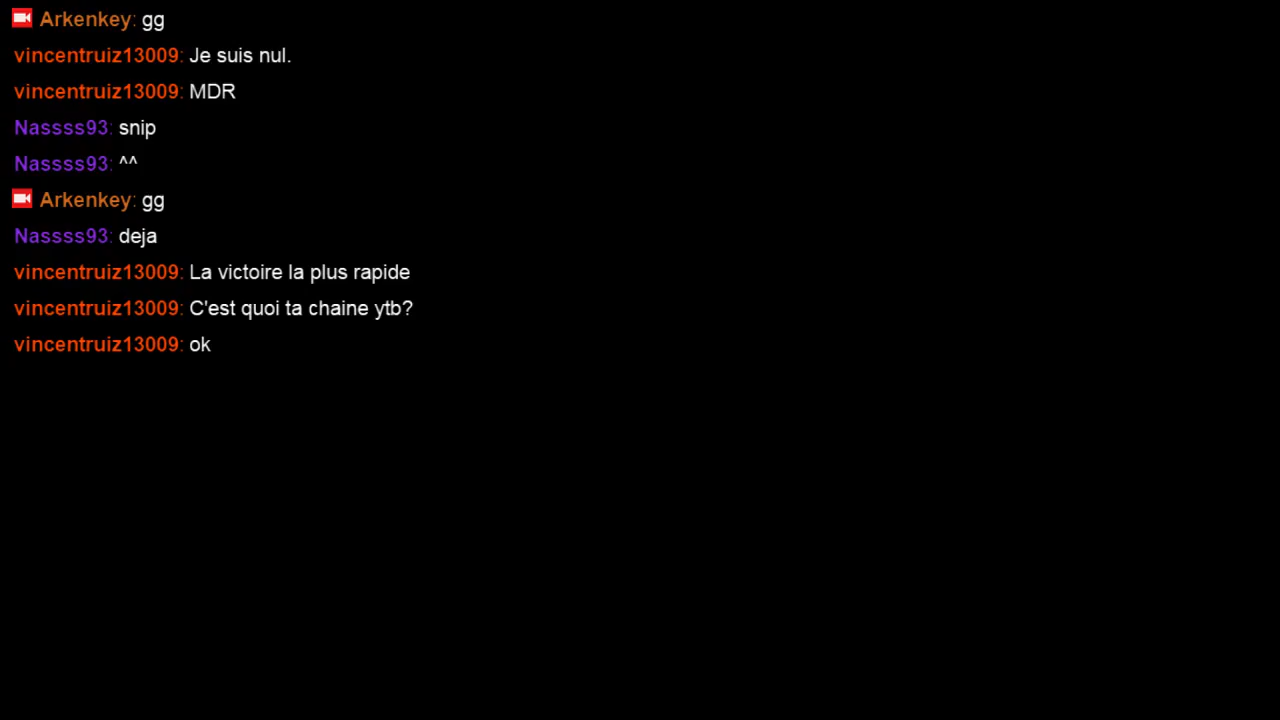 Arkenkey: gg
vincentruiz13009: Je suis nul.
vincentruiz13009: MDR
Nassss93: snip
Nassss93: ^^
Arkenkey: gg
Nassss93: deja
vincentruiz13009: La victoire la plus rapide
vincentruiz13009: C'est quoi ta chaine ytb?
vincentruiz13009: ok